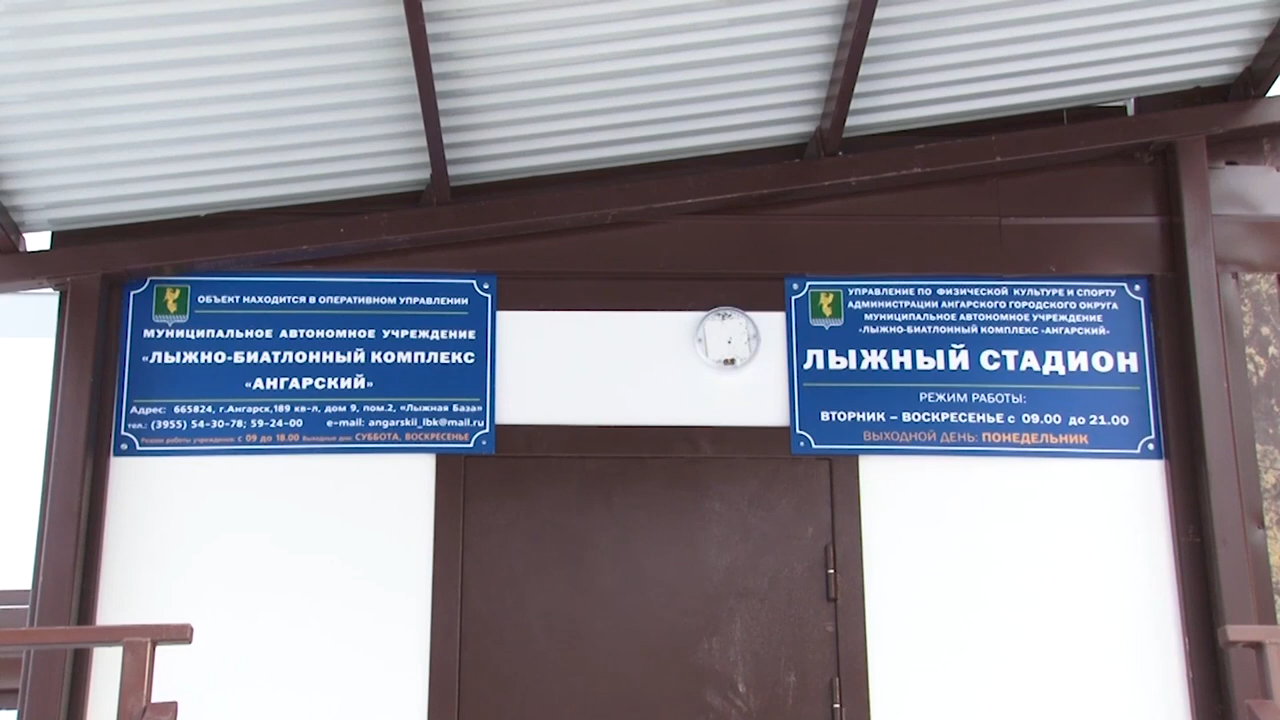 ОБЪЕКТ НАХОДИТСЯ В ОПЕРАТИВНОМ УПРАВЛЕНИИ
МУНИЦИПАЛЬНОЕ АВТОНОМНОЕ УЧРЕЖДЕНИЕ
«ЛЫЖНО-БИАТЛОННЫЙ КОМПЛЕКС
«АНГАРСКИЙ»
Адрес: 665824, г.Ангарск,189 кв-л, дом 9, пом.2, «Лыжная База»
тел.: (3955) 54-30-78; 59-24-00 e-mail: angarskii_lbk@mail.ru
Режим работы учреждения: с 09 до 18.00 Выходные дни: СУББОТА, ВОСКРЕСЕНЬЕ
УПРАВЛЕНИЕ ПО ФИЗИЧЕСКОЙ КУЛЬТУРЕ И СПОРТУ
АДМИНИСТРАЦИИ АНГАРСКОГО ГОРОДСКОГО ОКРУГА
МУНИЦИПАЛЬНОЕ АВТОНОМНОЕ УЧРЕЖДЕНИЕ
«ЛЫЖНО-БИАТЛОННЫЙ КОМПЛЕКС «АНГАРСКИЙ»
ЛЫЖНЫЙ СТАДИОН
РЕЖИМ РАБОТЫ:
ВТОРНИК – ВОСКРЕСЕНЬЕ с 09.00 до 21.00
ВЫХОДНОЙ ДЕНЬ: ПОНЕДЕЛЬНИК